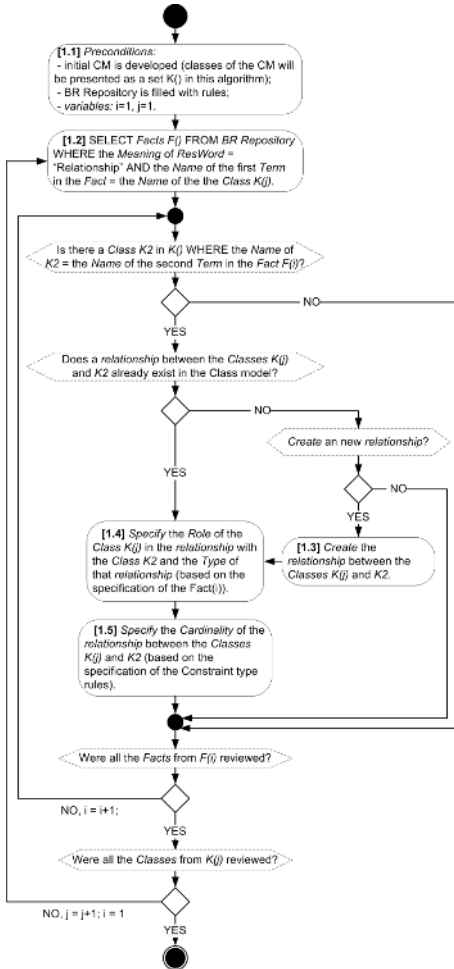 [1.1] Preconditions:
- initial CM is developed (classes of the CM will
be presented as a set K() in this algorithm);
- BR Repository is filled with rules;
- variables: i=1, j=1.
[1.2] SELECT Facts F() FROM BR Repository
WHERE the Meaning of ResWord =
"Relationship" AND the Name of the first Term
in the Fact = the Name of the the Class K(j).
Is there a Class K2 in K() WHERE the Name of
K2 = the Name of the second Term in the Fact F(i)?
NO
YES
Does a relationship between the Classes K(j)
and K2 already exist in the Class model?
NO
Create an new relationship?
YES
NO
YES
[1.4] Specify the Role of the
Class K(j) in the relationship with
the Class K2 and the Type of
that relationship (based on the
specification of the Fact(i)).
[1.3] Create the
relationship between the
Classes K(j) and K2.
[1.5] Specify the Cardinality of the
relationship between the Classes
K(j) and K2 (based on the
specification of the Constraint type
rules).
Were all the Facts from F(i) reviewed?
NO, i = i+1;
YES
Were all the Classes from K(j) reviewed?
NO, j = j+1; i = 1
YES